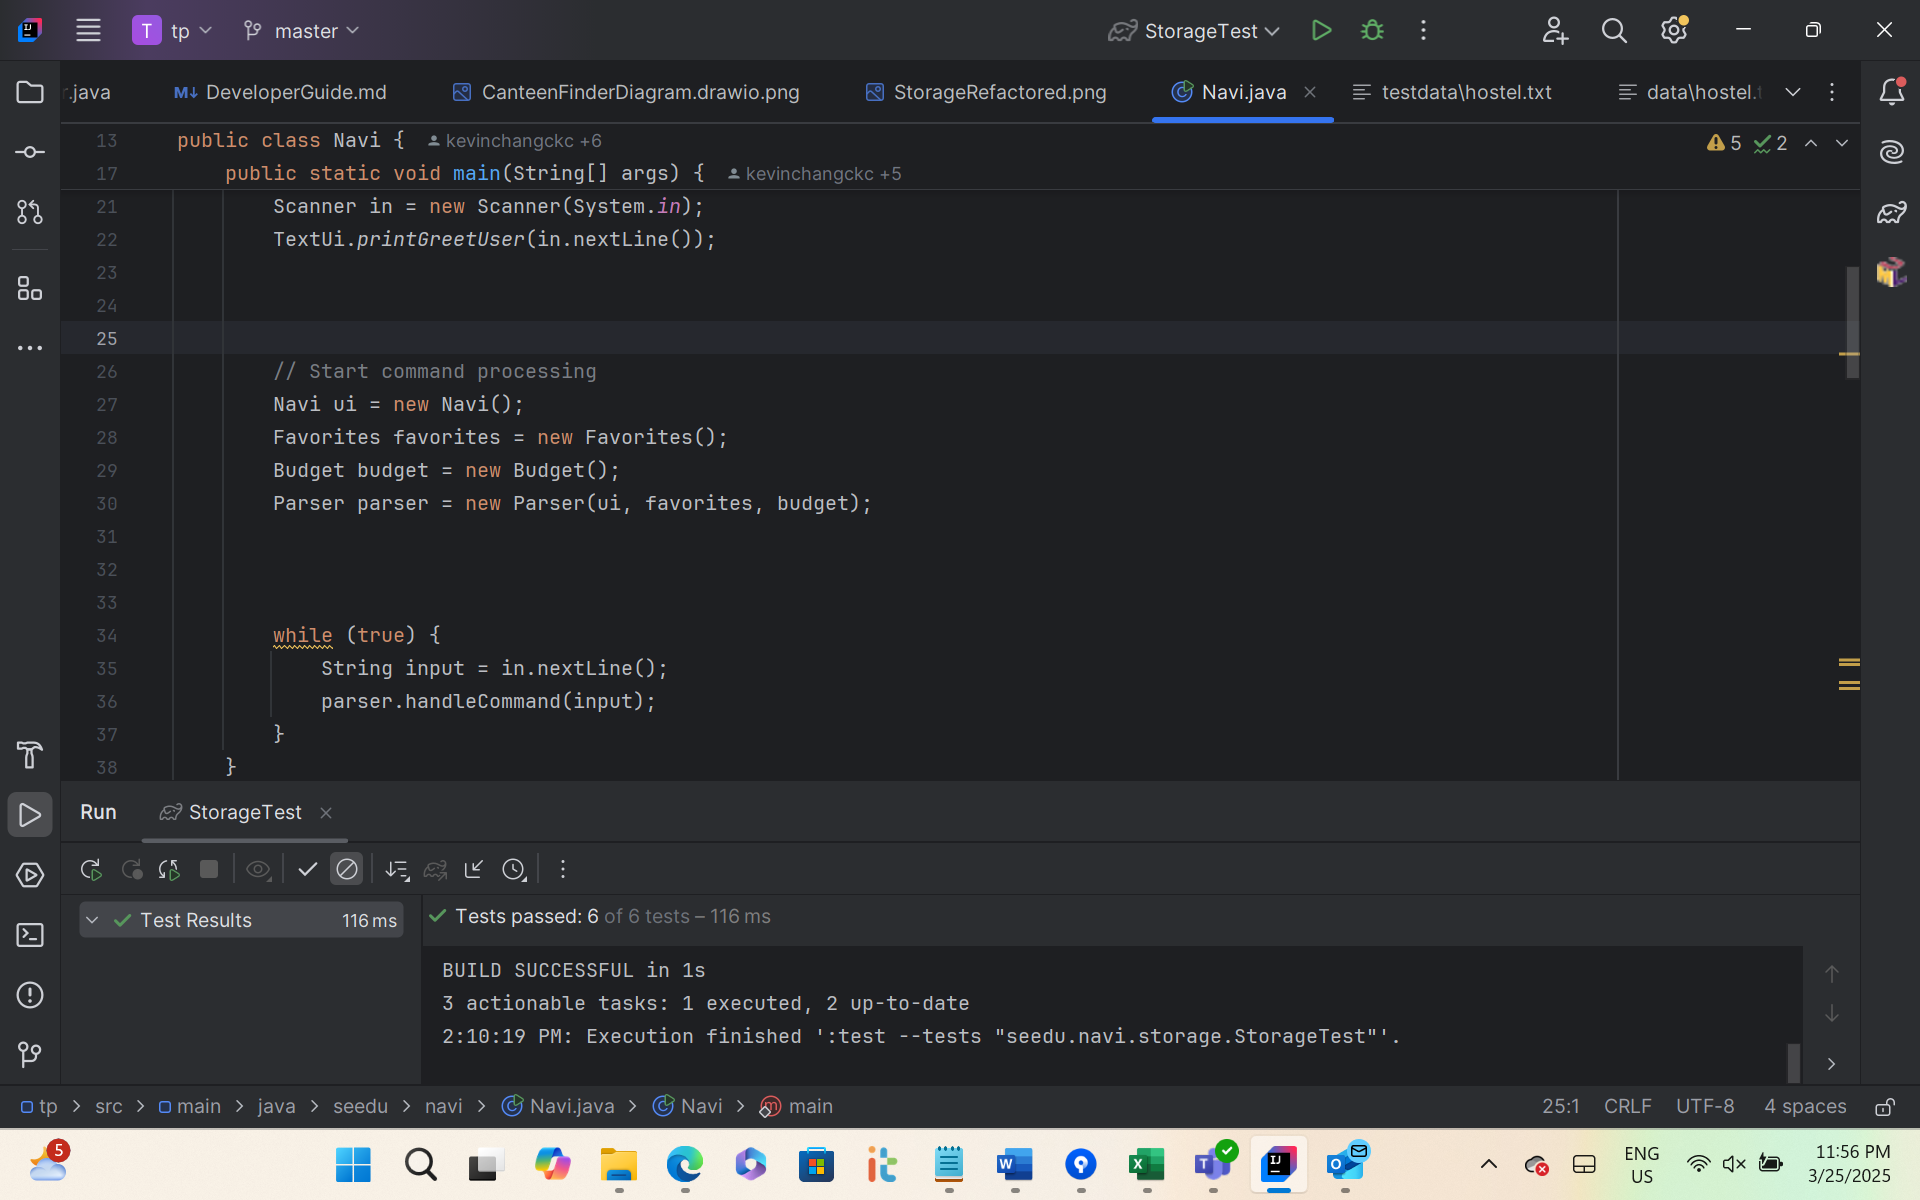 T tp master StorageTest
.java DeveloperGuide.md CanteenFinderDiagram.drawio.png StorageRefactored.png Navi.java testdata\hostel.txt data\hostel.
13 public class Navi { kevinchangckc +6 5 2
17 public static void main(String[] args) { kevinchangckc +5
21 Scanner in = new Scanner(System.in);
22 TextUi.printGreetUser(in.nextLine());
23
24
25
26 // Start command processing
27 Navi ui = new Navi();
28 Favorites favorites = new Favorites();
29 Budget budget = new Budget();
30 Parser parser = new Parser(ui, favorites, budget);
31
32
33
34 while (true) {
35 String input = in.nextLine();
36 parser.handleCommand(input);
37 }
38 }
Run StorageTest
Test Results 116 ms
Tests passed: 6 of 6 tests – 116 ms
BUILD SUCCESSFUL in 1s
3 actionable tasks: 1 executed, 2 up-to-date
2:10:19 PM: Execution finished ':test --tests "seedu.navi.storage.StorageTest"'.
tp > src > main > java > seedu > navi > Navi.java > Navi > main 25:1 CRLF UTF-8 4 spaces
5 ENG US 11:56 PM 3/25/2025